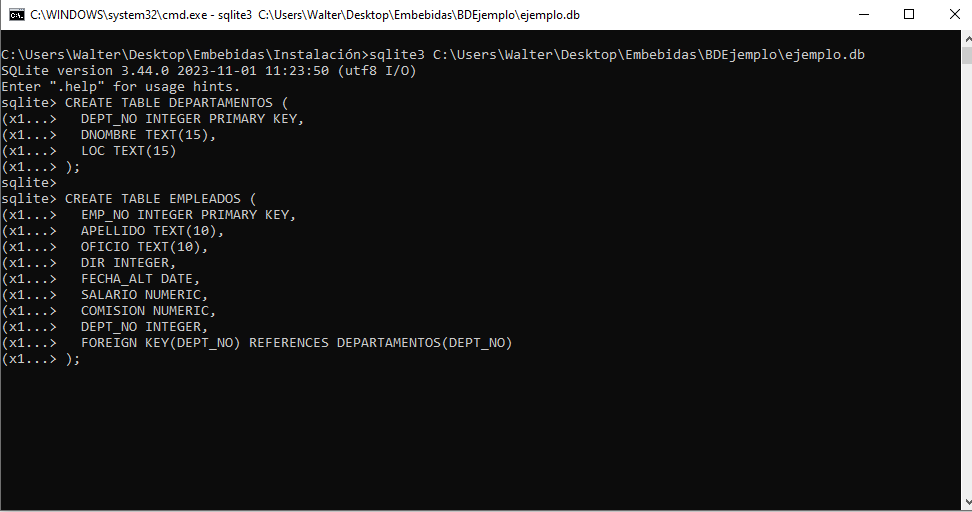 C:\WINDOWS\system32\cmd.exe - sqlite3  C:\Users\Walter\Desktop\Embebidas\BDEjemplo\ejemplo.db
C:\Users\Walter\Desktop\Embebidas\Instalación>sqlite3 C:\Users\Walter\Desktop\Embebidas\BDEjemplo\ejemplo.db
SQLite version 3.44.0 2023-11-01 11:23:50 (utf8 I/O)
Enter ".help" for usage hints.
sqlite> CREATE TABLE DEPARTAMENTOS (
(x1...>   DEPT_NO INTEGER PRIMARY KEY,
(x1...>   DNOMBRE TEXT(15),
(x1...>   LOC TEXT(15)
(x1...> );
sqlite>
sqlite> CREATE TABLE EMPLEADOS (
(x1...>   EMP_NO INTEGER PRIMARY KEY,
(x1...>   APELLIDO TEXT(10),
(x1...>   OFICIO TEXT(10),
(x1...>   DIR INTEGER,
(x1...>   FECHA_ALT DATE,
(x1...>   SALARIO NUMERIC,
(x1...>   COMISION NUMERIC,
(x1...>   DEPT_NO INTEGER,
(x1...>   FOREIGN KEY(DEPT_NO) REFERENCES DEPARTAMENTOS(DEPT_NO)
(x1...> );